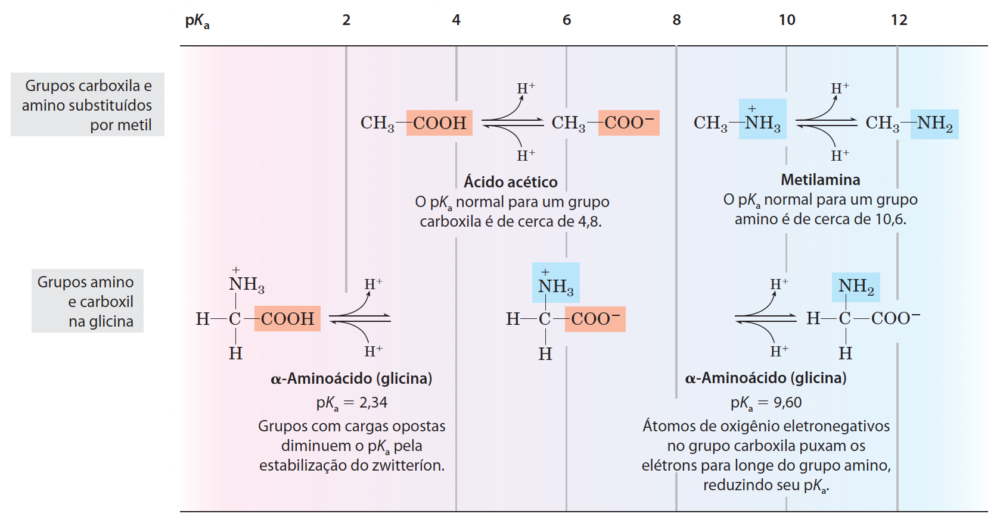 pKa 2 4 6 8 10 12
Grupos carboxila e
amino substituídos
por metil
H⁺ H⁺
CH₃—COOH CH₃—COO⁻ CH₃—N⁺H₃ CH₃—NH₂
H⁺ H⁺
Ácido acético
O pKa normal para um grupo
carboxila é de cerca de 4,8.
Metilamina
O pKa normal para um grupo
amino é de cerca de 10,6.
Grupos amino
e carboxil
na glicina
+ +
NH₃ H⁺ NH₃ H⁺ NH₂
H—C—COOH H—C—COO⁻ H—C—COO⁻
H H⁺ H H⁺ H
α-Aminoácido (glicina)
pKa = 2,34
Grupos com cargas opostas
diminuem o pKa pela
estabilização do zwitteríon.
α-Aminoácido (glicina)
pKa = 9,60
Átomos de oxigênio eletronegativos
no grupo carboxila puxam os
elétrons para longe do grupo amino,
reduzindo seu pKa.